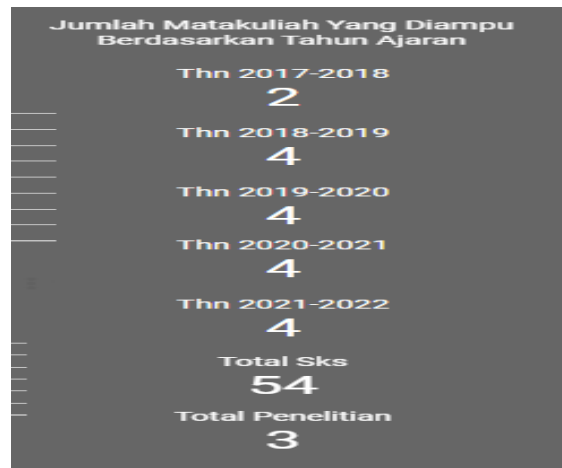 Jumlah Matakuliah Yang Diampu
Berdasarkan Tahun Ajaran
Thn 2017-2018
2
Thn 2018-2019
4
Thn 2019-2020
4
Thn 2020-2021
4
Thn 2021-2022
4
Total Sks
54
Total Penelitian
3